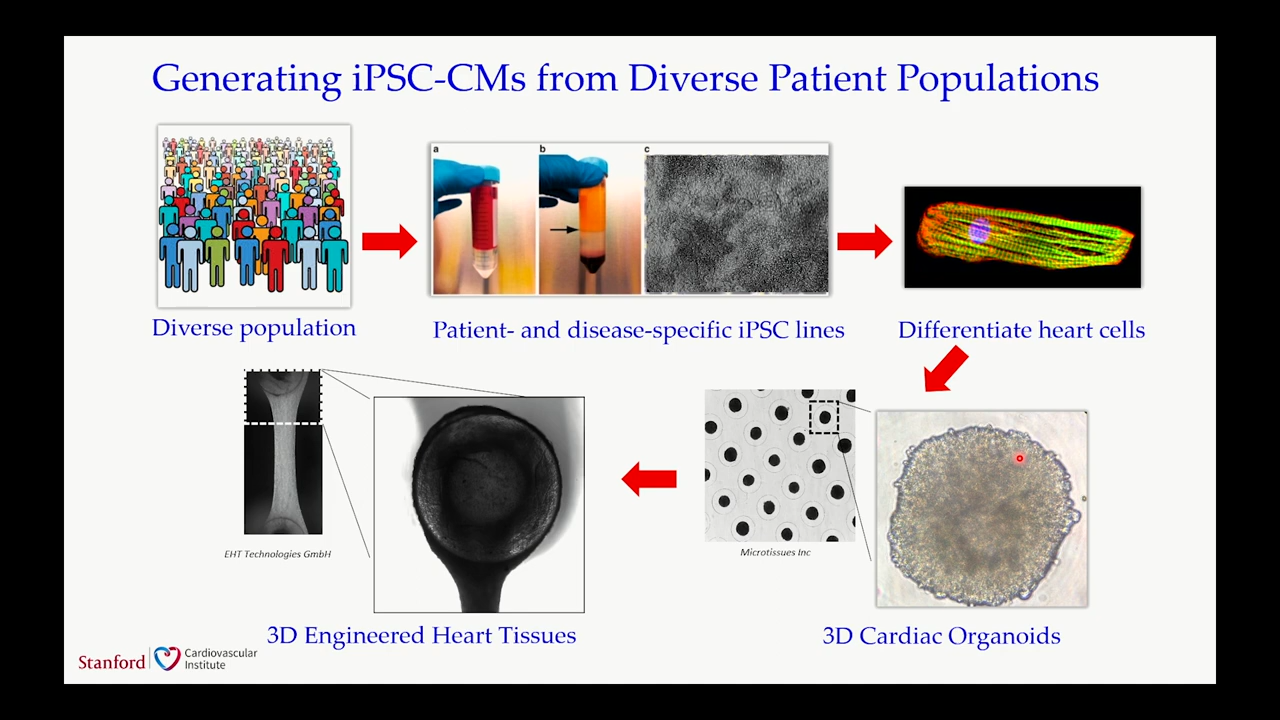 Generating iPSC-CMs from Diverse Patient Populations
a
b
c
Diverse population
Patient- and disease-specific iPSC lines
Differentiate heart cells
EHT Technologies GmbH
Microtissues Inc
3D Engineered Heart Tissues
3D Cardiac Organoids
Stanford
Cardiovascular
Institute